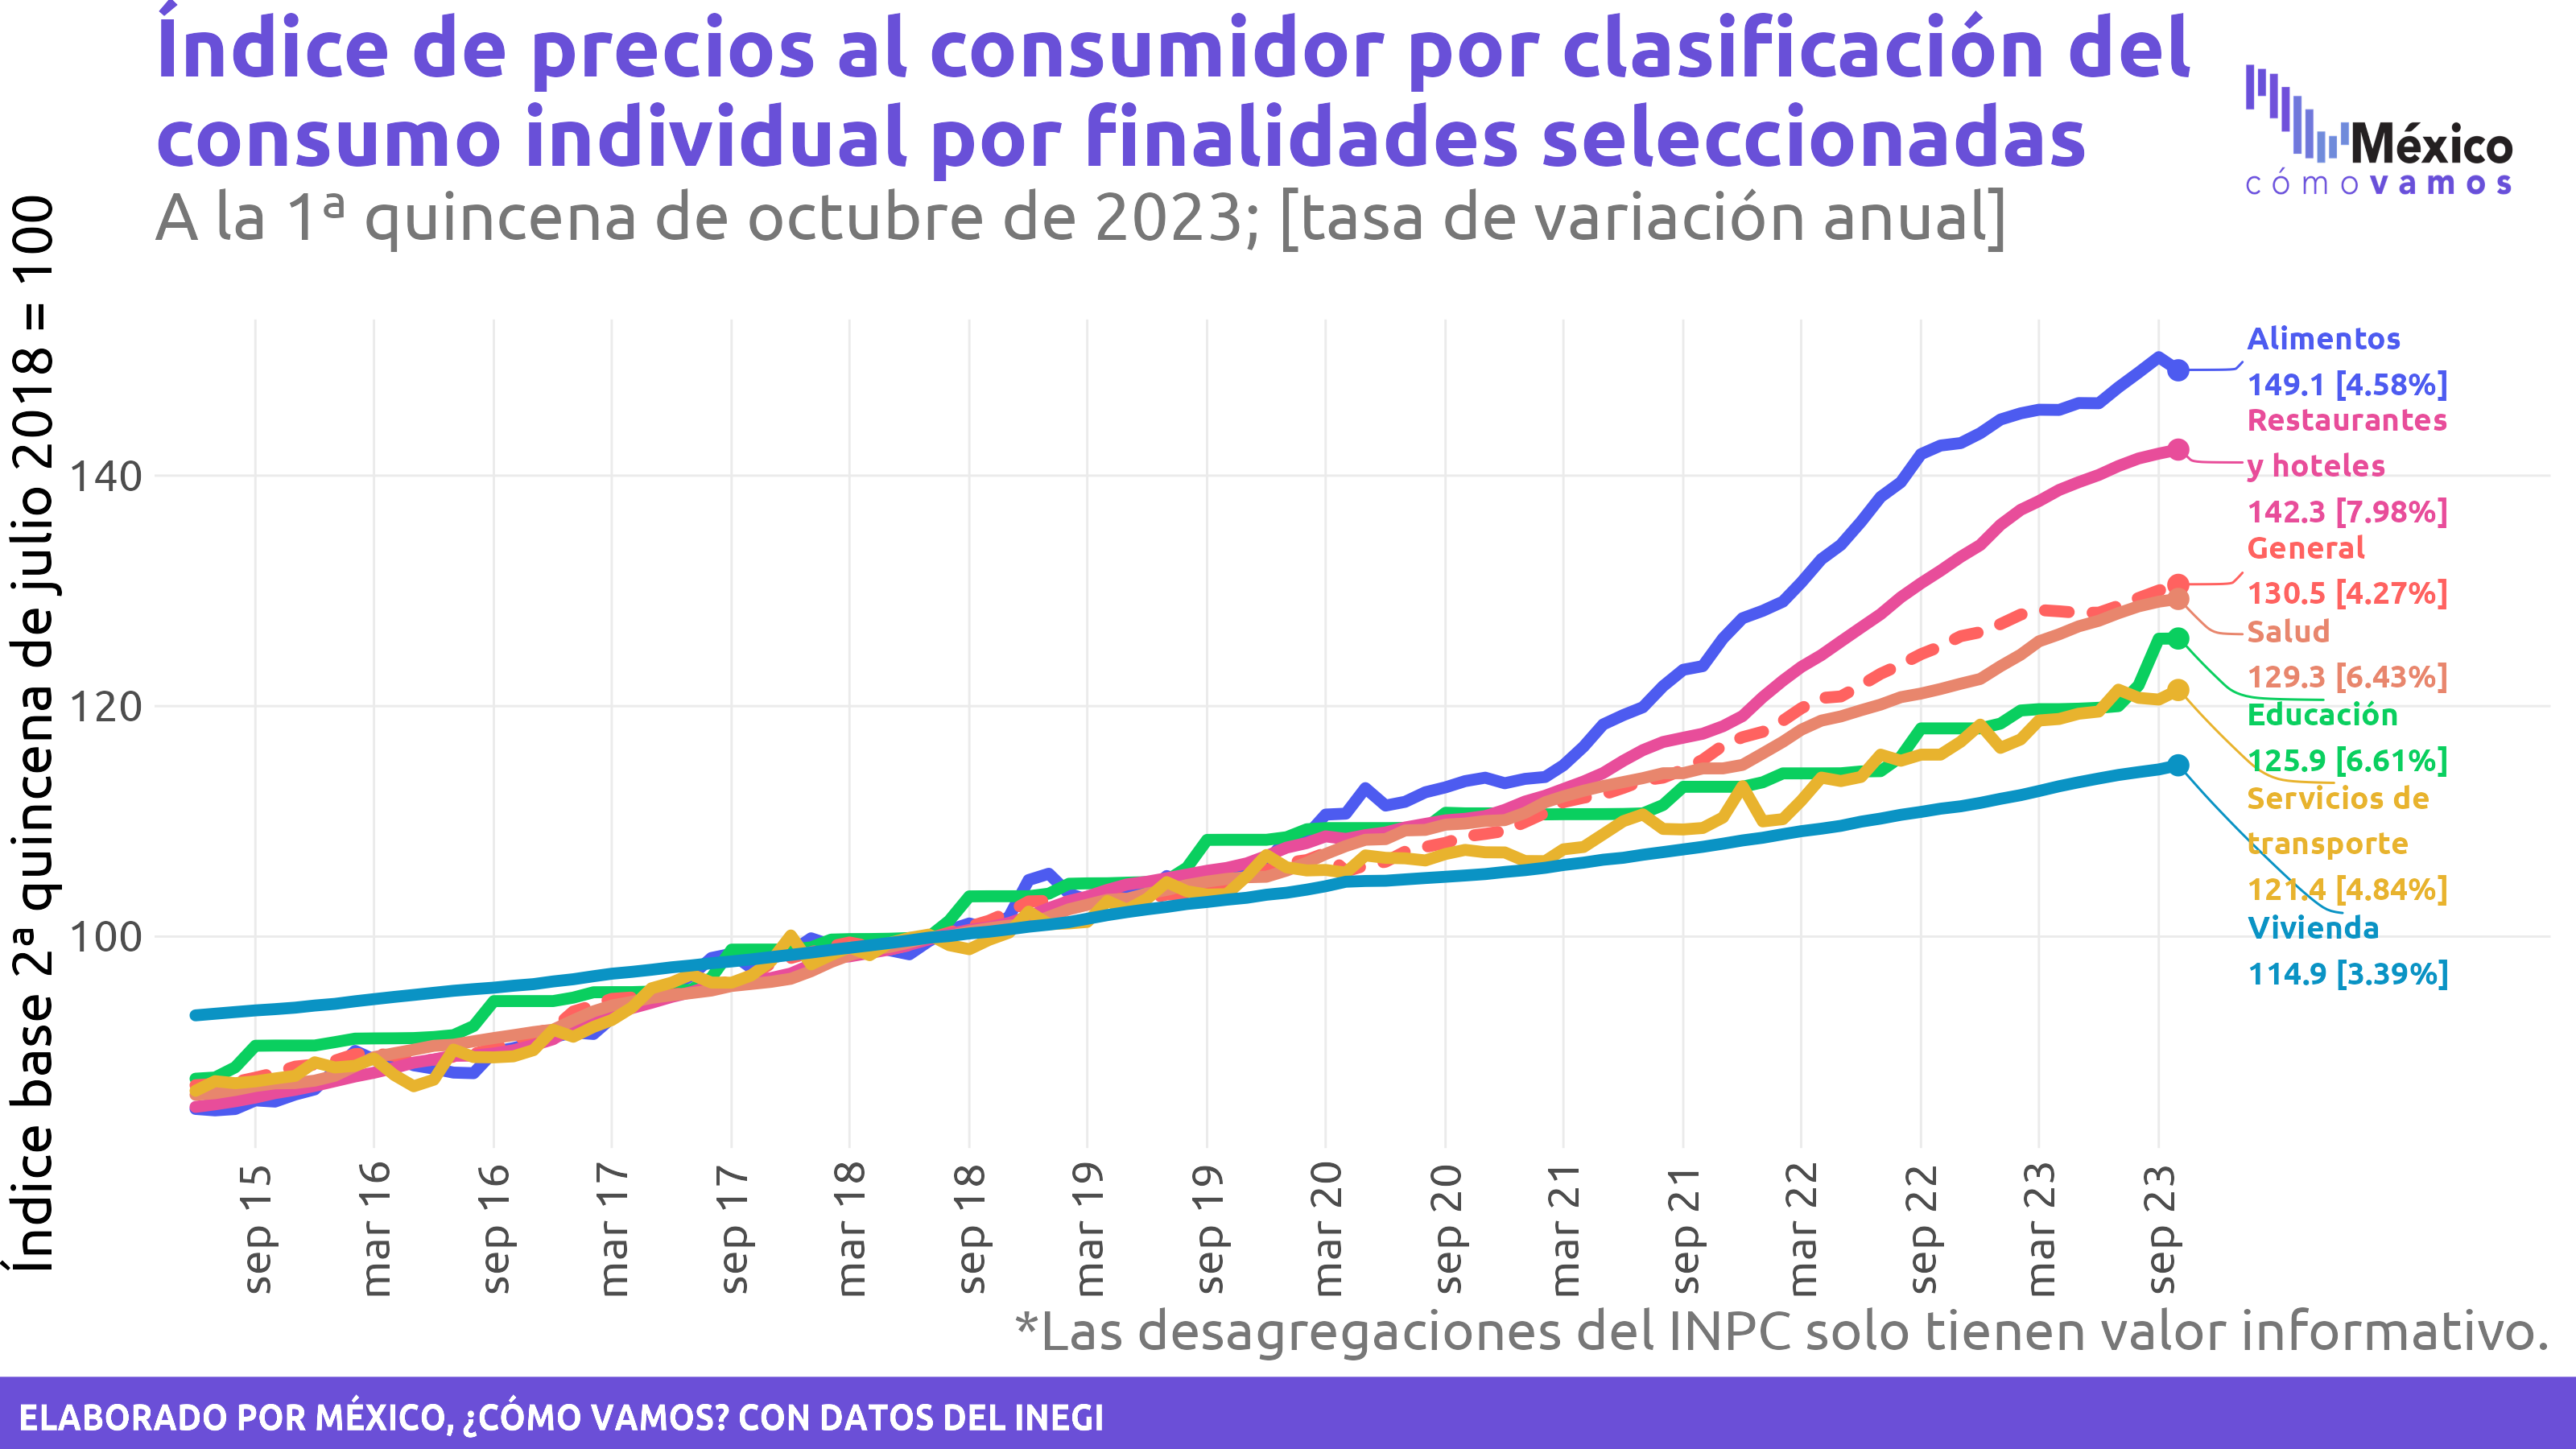 Índice de precios al consumidor por clasificación del
consumo individual por finalidades seleccionadas
A la 1ª quincena de octubre de 2023; [tasa de variación anual]
México
cómo vamos
Índice base 2ª quincena de julio 2018 = 100
140
120
100
Alimentos
149.1 [4.58%]
Restaurantes
y hoteles
142.3 [7.98%]
General
130.5 [4.27%]
Salud
129.3 [6.43%]
Educación
125.9 [6.61%]
Servicios de
transporte
121.4 [4.84%]
Vivienda
114.9 [3.39%]
sep 15
mar 16
sep 16
mar 17
sep 17
mar 18
sep 18
mar 19
sep 19
mar 20
sep 20
mar 21
sep 21
mar 22
sep 22
mar 23
sep 23
*Las desagregaciones del INPC solo tienen valor informativo.
ELABORADO POR MÉXICO, ¿CÓMO VAMOS? CON DATOS DEL INEGI